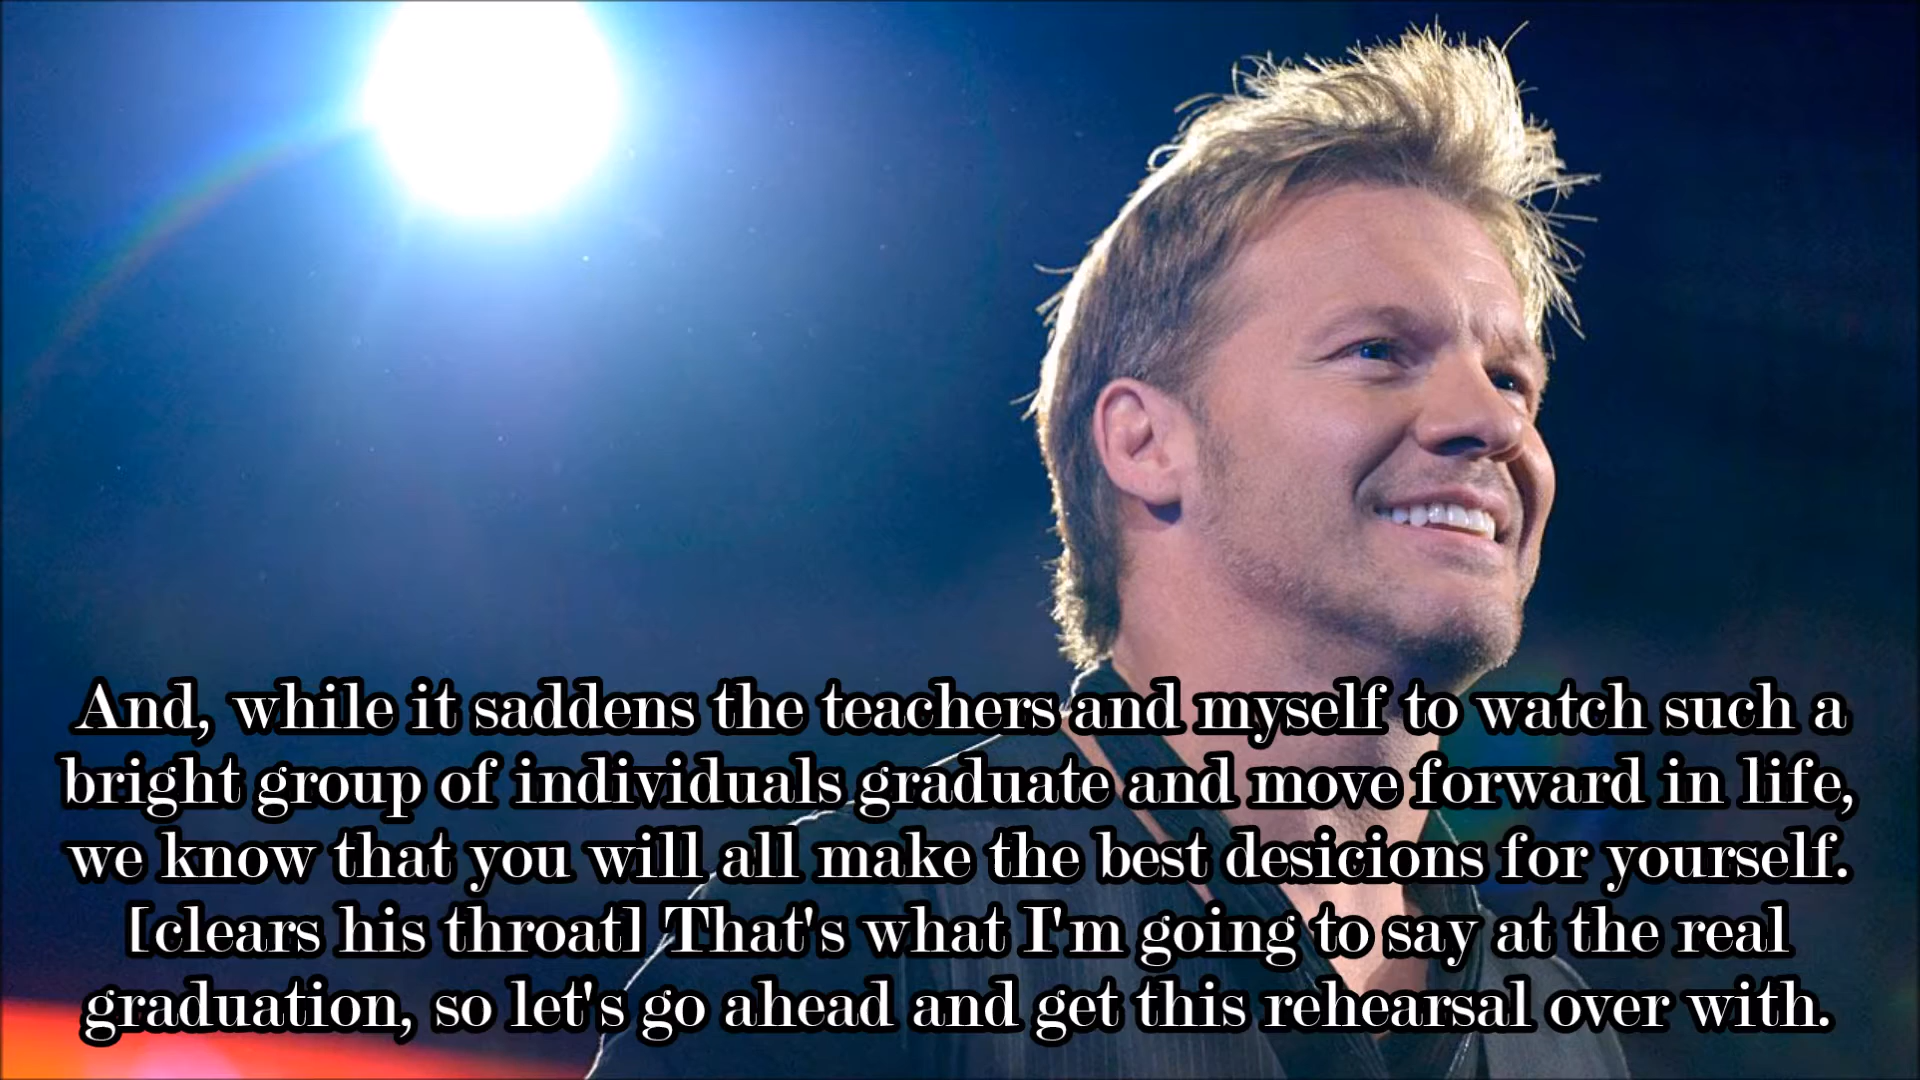 And, while it saddens the teachers and myself to watch such a
bright group of individuals graduate and move forward in life,
we know that you will all make the best desicions for yourself.
[clears his throat] That's what I'm going to say at the real
graduation, so let's go ahead and get this rehearsal over with.